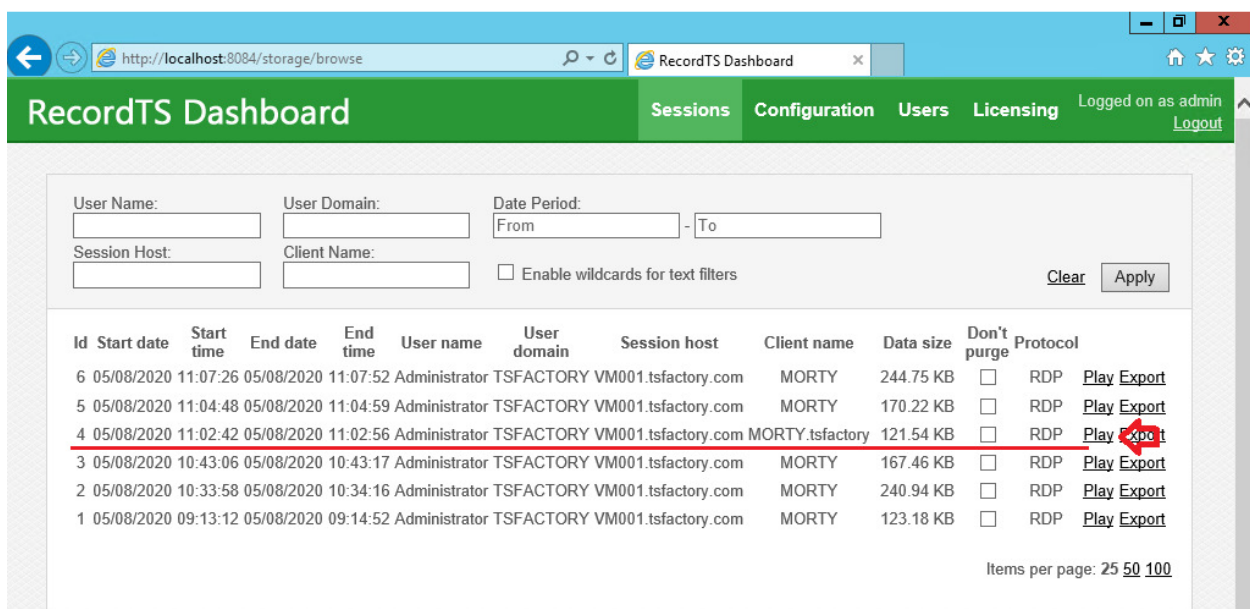 http://localhost:8084/storage/browse
RecordTS Dashboard
RecordTS Dashboard
Sessions Configuration Users Licensing
Logged on as admin
Logout
User Name: User Domain: Date Period:
From - To
Session Host: Client Name:
Enable wildcards for text filters
Clear Apply
Id Start date Start time End date End time User name User domain Session host Client name Data size Don't purge Protocol
6 05/08/2020 11:07:26 05/08/2020 11:07:52 Administrator TSFACTORY VM001.tsfactory.com MORTY 244.75 KB RDP Play Export
5 05/08/2020 11:04:48 05/08/2020 11:04:59 Administrator TSFACTORY VM001.tsfactory.com MORTY 170.22 KB RDP Play Export
4 05/08/2020 11:02:42 05/08/2020 11:02:56 Administrator TSFACTORY VM001.tsfactory.com MORTY.tsfactory 121.54 KB RDP Play Export
3 05/08/2020 10:43:06 05/08/2020 10:43:17 Administrator TSFACTORY VM001.tsfactory.com MORTY 167.46 KB RDP Play Export
2 05/08/2020 10:33:58 05/08/2020 10:34:16 Administrator TSFACTORY VM001.tsfactory.com MORTY 240.94 KB RDP Play Export
1 05/08/2020 09:13:12 05/08/2020 09:14:52 Administrator TSFACTORY VM001.tsfactory.com MORTY 123.18 KB RDP Play Export
Items per page: 25 50 100